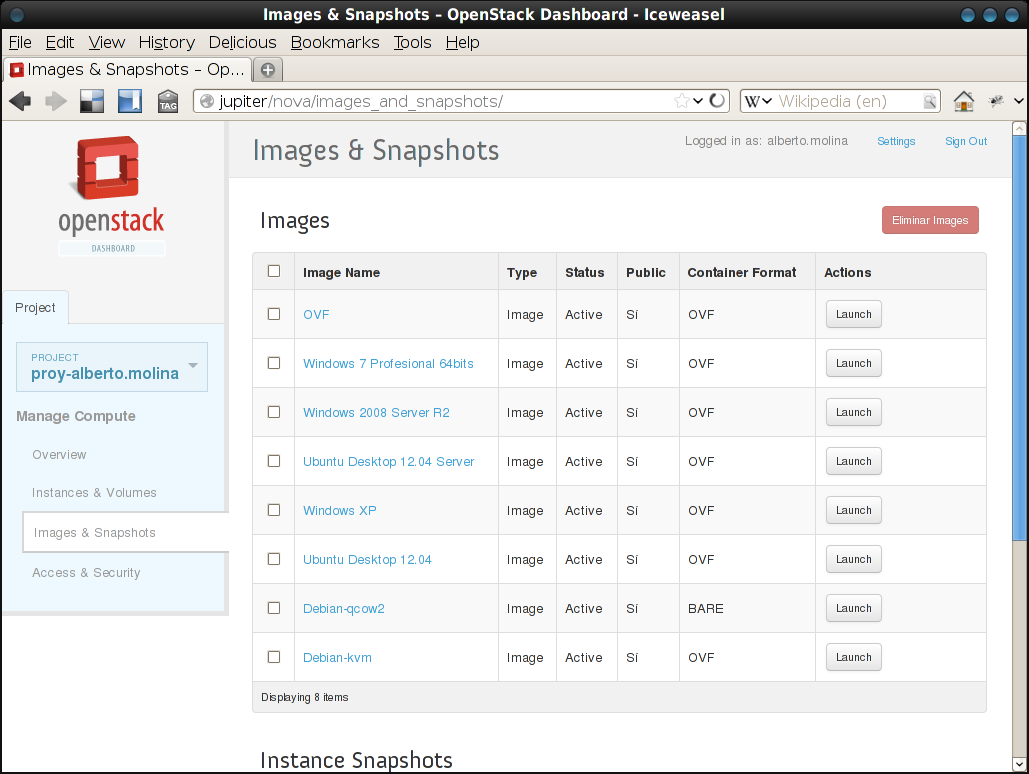 Images & Snapshots - OpenStack Dashboard - Iceweasel
File Edit View History Delicious Bookmarks Tools Help
Images & Snapshots - Op...
TAG jupiter/nova/images_and_snapshots/ W Wikipedia (en)
openstack
DASHBOARD
Project
PROJECT
proy-alberto.molina
Manage Compute
Overview
Instances & Volumes
Images & Snapshots
Access & Security
Images & Snapshots
Logged in as: alberto.molina Settings Sign Out
Images
Eliminar Images
Image Name Type Status Public Container Format Actions
OVF Image Active Sí OVF Launch
Windows 7 Profesional 64bits Image Active Sí OVF Launch
Windows 2008 Server R2 Image Active Sí OVF Launch
Ubuntu Desktop 12.04 Server Image Active Sí OVF Launch
Windows XP Image Active Sí OVF Launch
Ubuntu Desktop 12.04 Image Active Sí OVF Launch
Debian-qcow2 Image Active Sí BARE Launch
Debian-kvm Image Active Sí OVF Launch
Displaying 8 items
Instance Snapshots